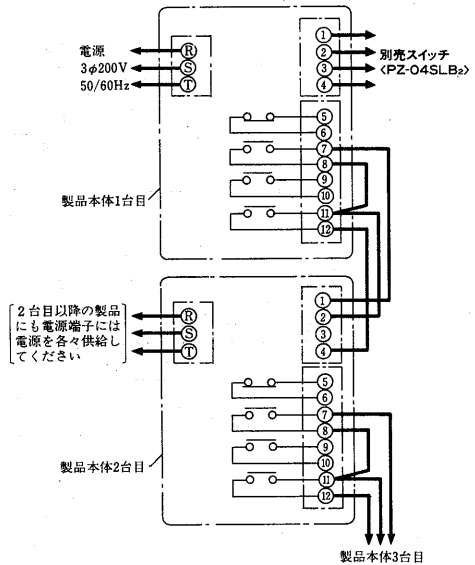 電源
3φ200V
50/60Hz
R
S
T
1
2
3
4
別売スイッチ
<PZ-04SLB₂>
5
6
7
8
9
10
11
12
製品本体1台目
2台目以降の製品
にも電源端子には
電源を各々供給し
てください
R
S
T
1
2
3
4
5
6
7
8
9
10
11
12
製品本体2台目
製品本体3台目